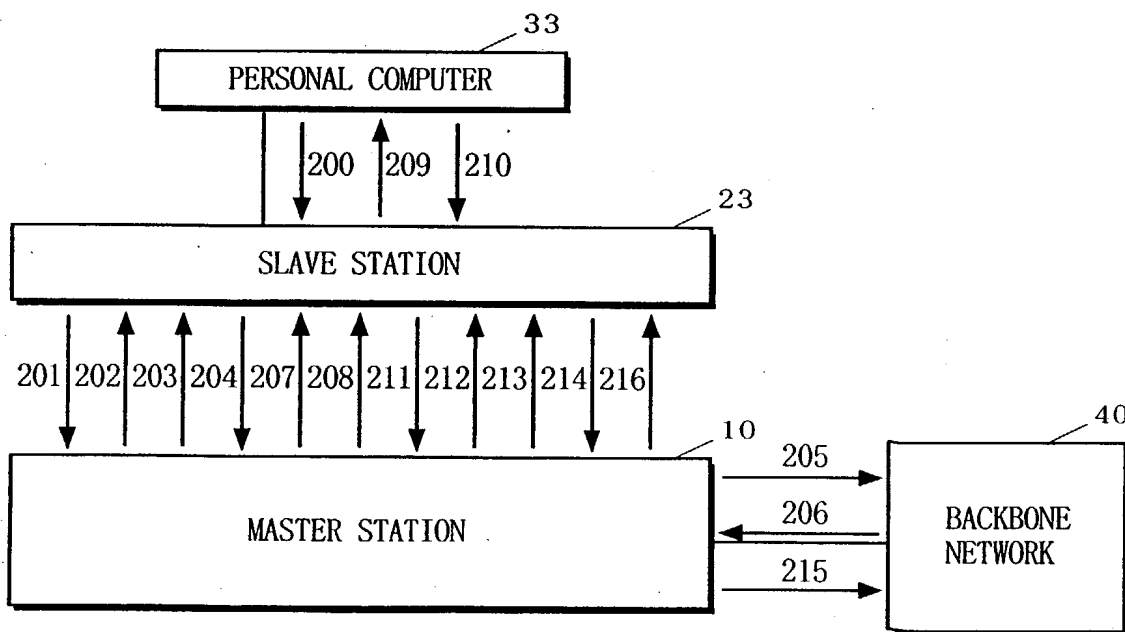 33
PERSONAL COMPUTER
200 209 210
23
SLAVE STATION
201 202 203 204 207 208 211 212 213 214 216
10
40
205
MASTER STATION
206
BACKBONE
NETWORK
215